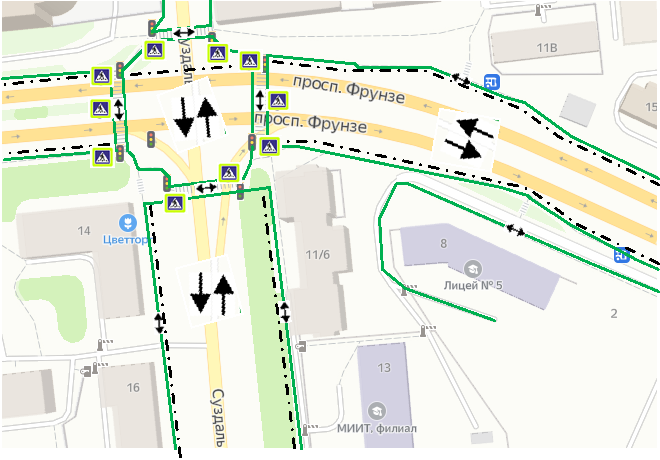 Суздаль
11В
просп. Фрунзе
15
просп. Фрунзе
14
Цветтор
11/6
8
Лицей № 5
2
16
13
Суздаль
МИИТ, филиал